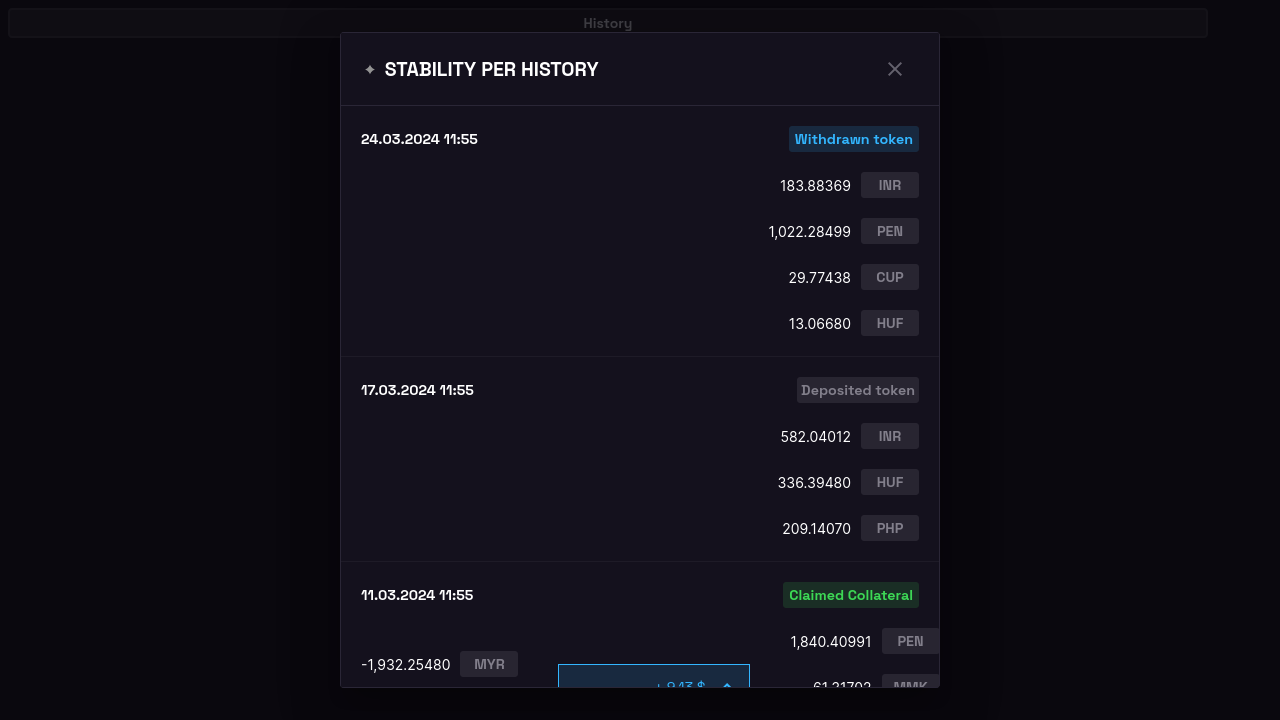 History
STABILITY PER HISTORY
24.03.2024 11:55 Withdrawn token
183.88369 INR
1,022.28499 PEN
29.77438 CUP
13.06680 HUF
17.03.2024 11:55 Deposited token
582.04012 INR
336.39480 HUF
209.14070 PHP
11.03.2024 11:55 Claimed Collateral
1,840.40991 PEN
-1,932.25480 MYR
61.21702 MMK